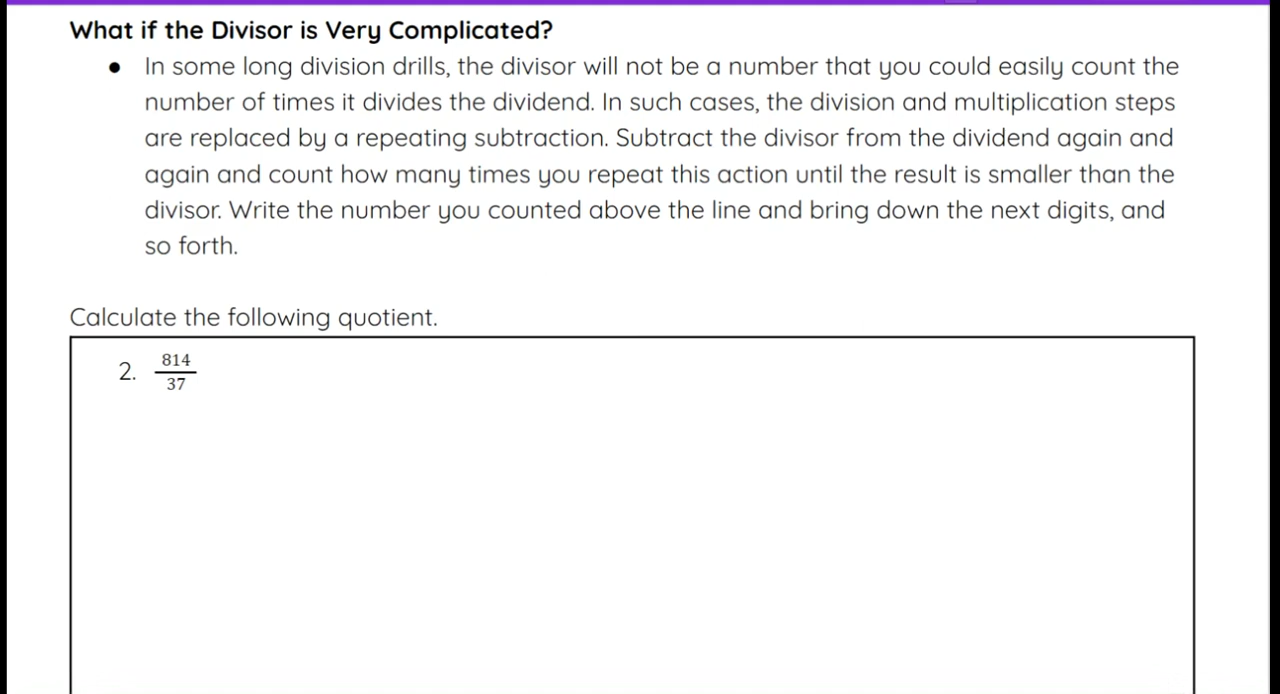 What if the Divisor is Very Complicated?
● In some long division drills, the divisor will not be a number that you could easily count the
number of times it divides the dividend. In such cases, the division and multiplication steps
are replaced by a repeating subtraction. Subtract the divisor from the dividend again and
again and count how many times you repeat this action until the result is smaller than the
divisor. Write the number you counted above the line and bring down the next digits, and
so forth.
Calculate the following quotient.
2. 814/37